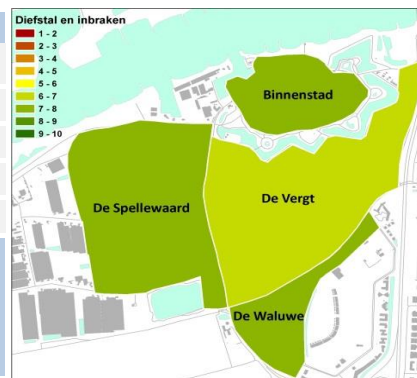 Diefstal en inbraken
1 - 2
2 - 3
3 - 4
4 - 5
5 - 6
6 - 7
7 - 8
8 - 9
9 - 10
Binnenstad
De Spellewaard
De Vergt
De Waluwe